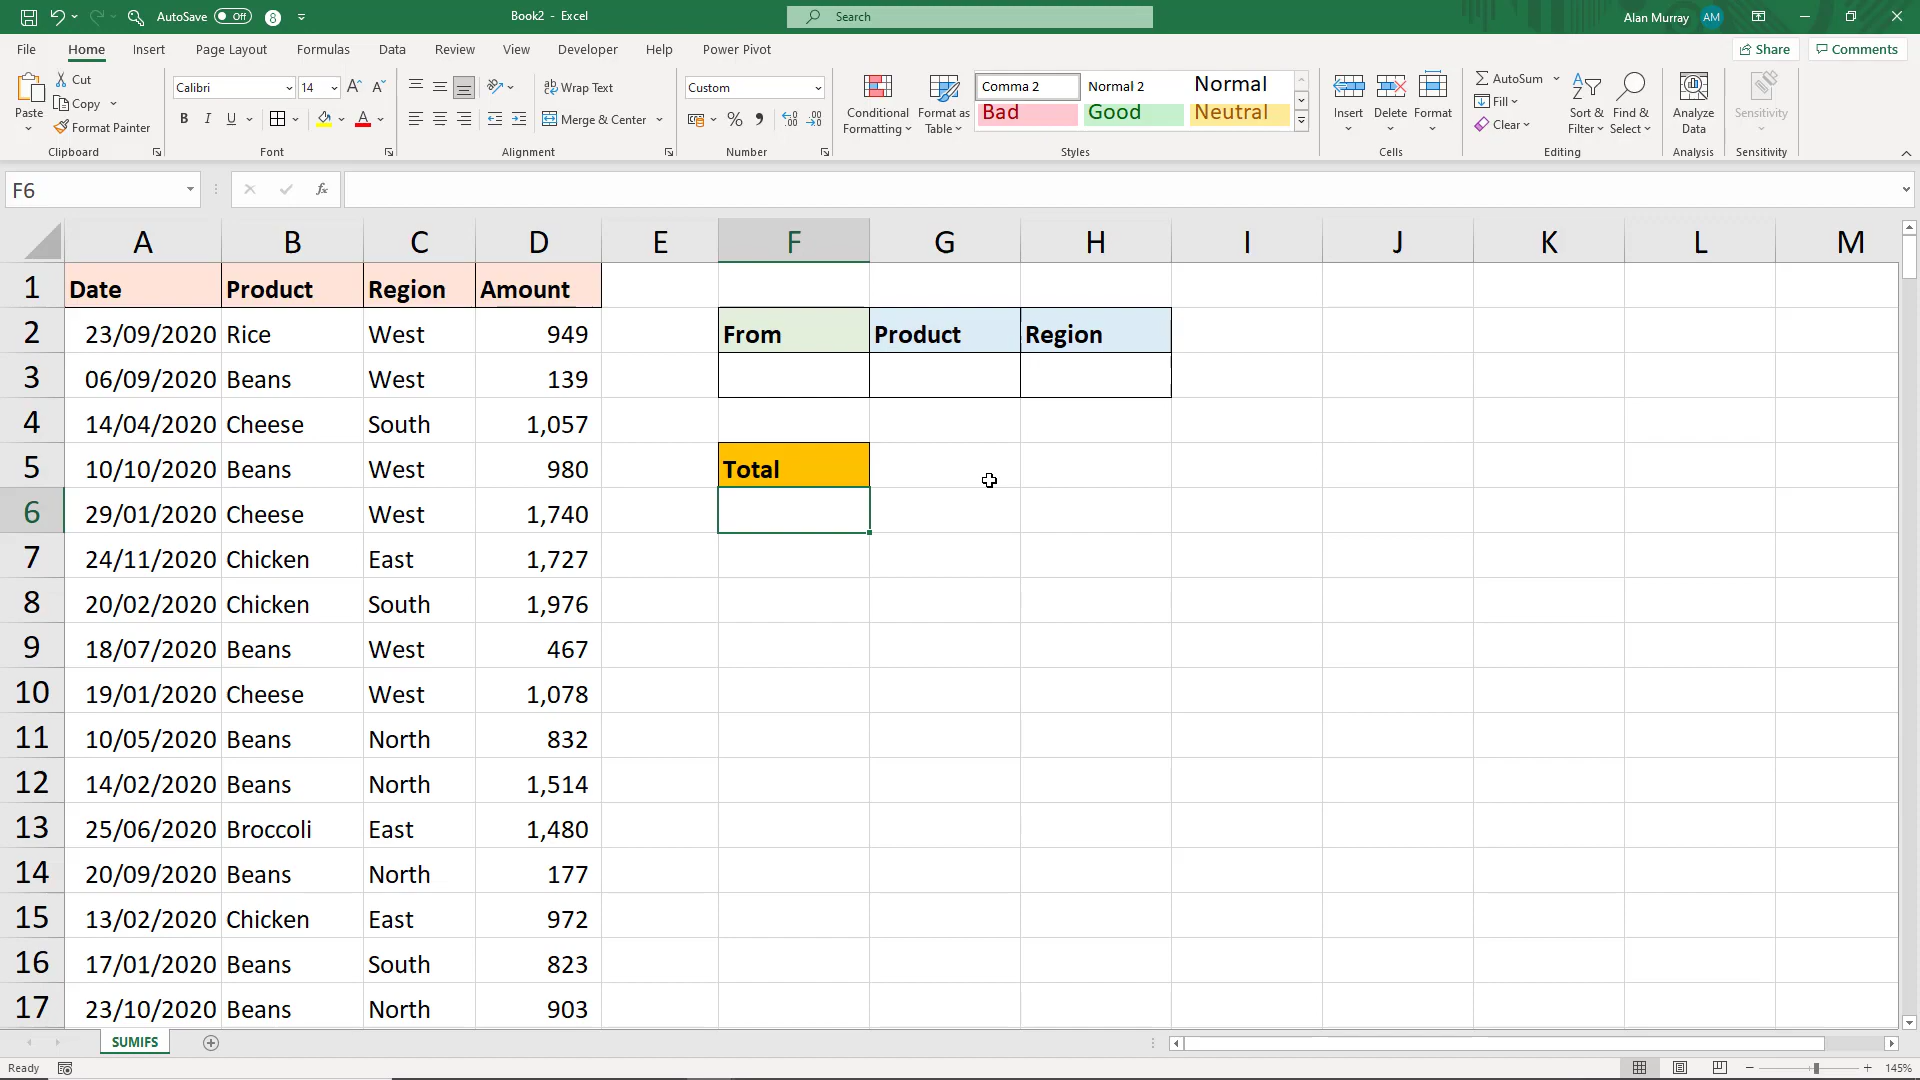 AutoSave Off 8 Book2 - Excel Search Alan Murray AM
File Home Insert Page Layout Formulas Data Review View Developer Help Power Pivot Share Comments
Paste Cut Copy Format Painter Clipboard
Calibri 14 B I U A Font
Wrap Text Merge & Center Alignment
Custom % Number
Conditional Formatting Format as Table Comma 2 Normal 2 Normal Bad Good Neutral Styles
Insert Delete Format Cells
AutoSum Fill Clear Sort & Filter Find & Select Editing
Analyze Data Analysis
Sensitivity Sensitivity
F6 fx
A B C D E F G H I J K L M
1 Date Product Region Amount
2 23/09/2020 Rice West 949 From Product Region
3 06/09/2020 Beans West 139
4 14/04/2020 Cheese South 1,057
5 10/10/2020 Beans West 980 Total
6 29/01/2020 Cheese West 1,740
7 24/11/2020 Chicken East 1,727
8 20/02/2020 Chicken South 1,976
9 18/07/2020 Beans West 467
10 19/01/2020 Cheese West 1,078
11 10/05/2020 Beans North 832
12 14/02/2020 Beans North 1,514
13 25/06/2020 Broccoli East 1,480
14 20/09/2020 Beans North 177
15 13/02/2020 Chicken East 972
16 17/01/2020 Beans South 823
17 23/10/2020 Beans North 903
SUMIFS
Ready 145%